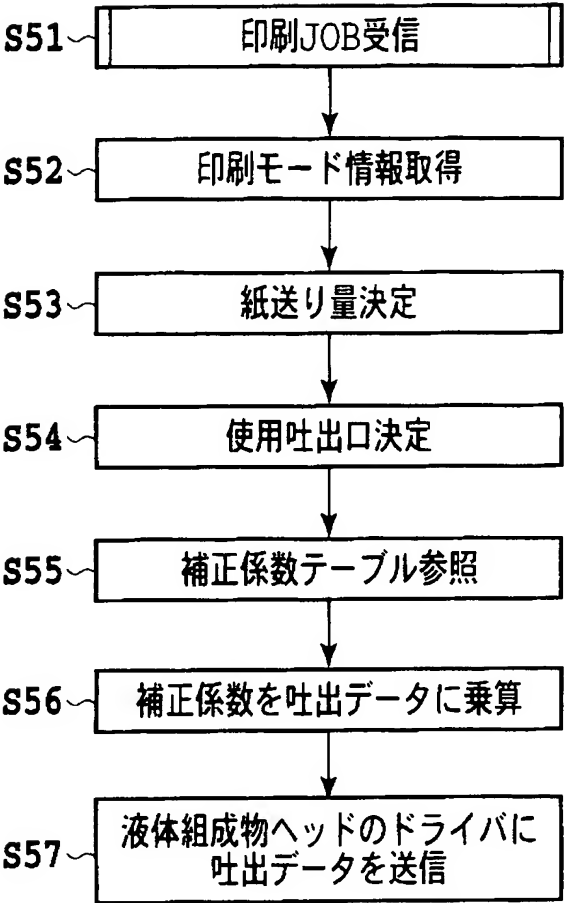 S51 印刷JOB受信
S52 印刷モード情報取得
S53 紙送り量決定
S54 使用吐出口決定
S55 補正係数テーブル参照
S56 補正係数を吐出データに乗算
S57 液体組成物ヘッドのドライバに
吐出データを送信